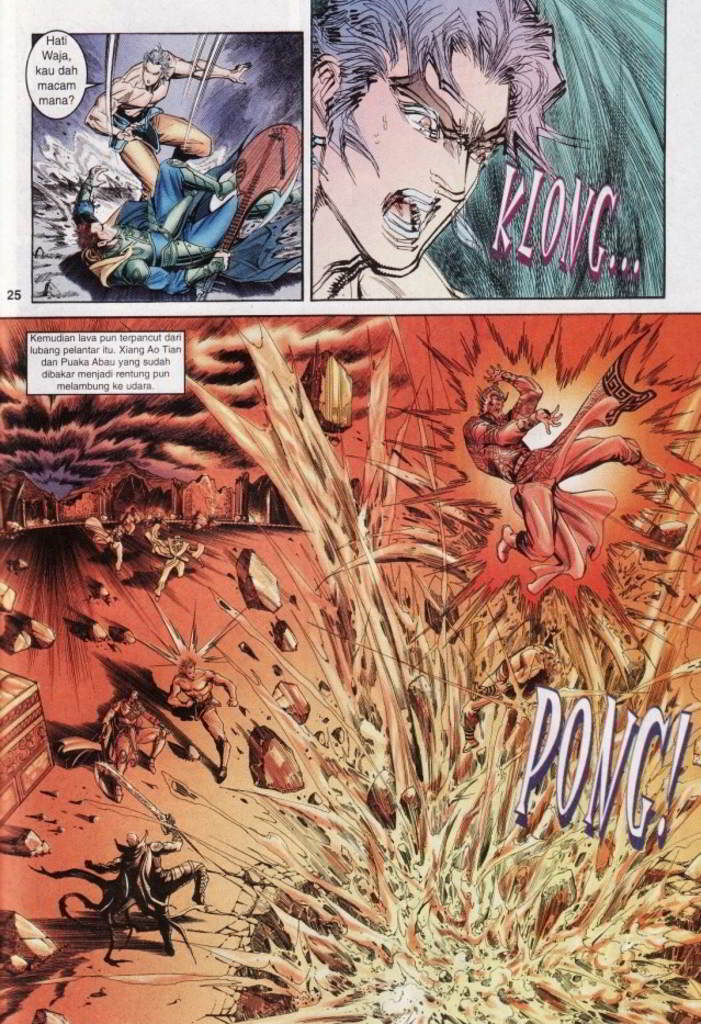 Hati
Waja,
kau dah
macam
mana?
KLONG...
25
Kemudian lava pun terpancut dari
lubang pelantar itu. Xiang Ao Tian
dan Puaka Abau yang sudah
dibakar menjadi rentung pun
melambung ke udara.
PONG!